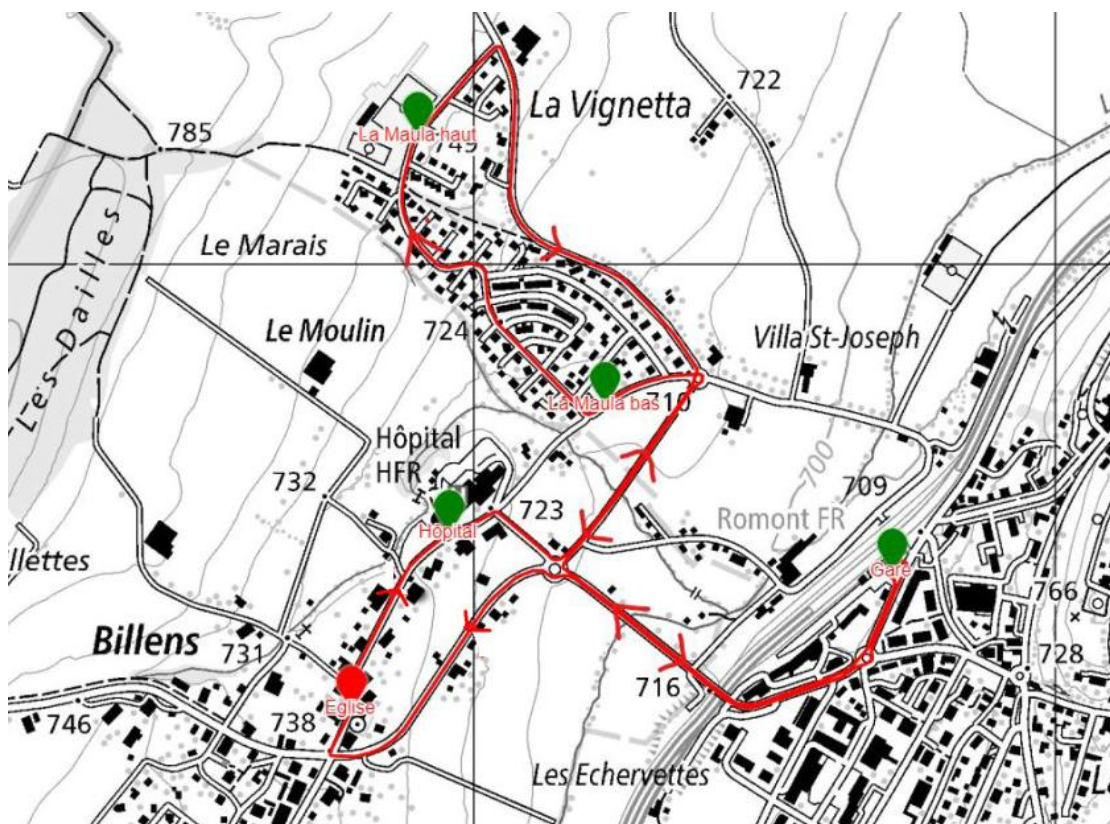 722
La Vignetta
La Maula haut
749
785
Les Dailles
Le Marais
Le Moulin
724
Villa St-Joseph
La Maula bas
710
Hôpital
HFR
732
700
709
723
Hôpital
Romont FR
Gare
llettes
766
Billens
731
716
728
Eglise
738
746
Les Echervettes
La